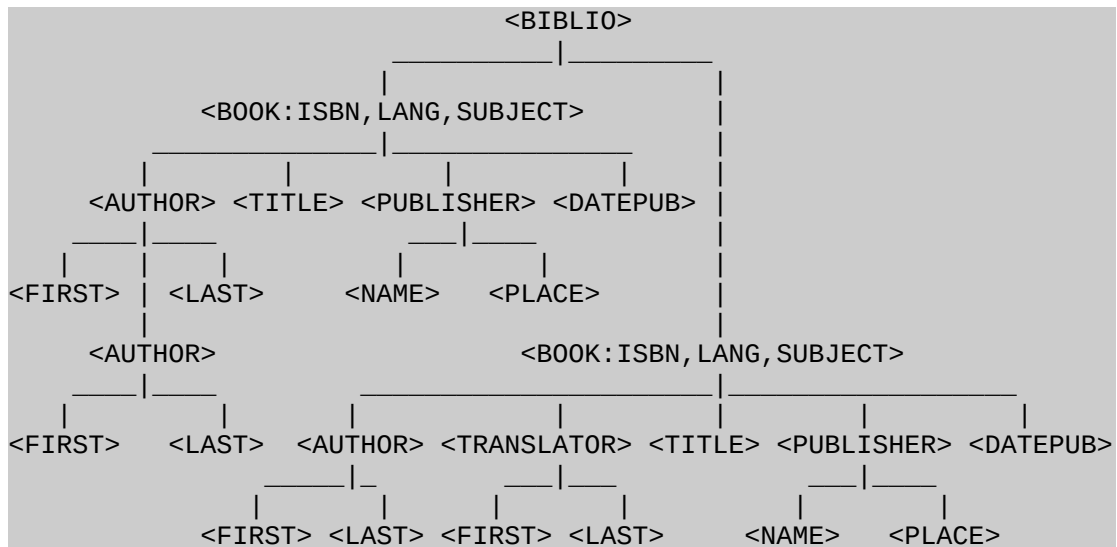 <BIBLIO>
<BOOK:ISBN,LANG,SUBJECT>
<AUTHOR> <TITLE> <PUBLISHER> <DATEPUB>
<FIRST> <LAST> <NAME> <PLACE>
<AUTHOR> <BOOK:ISBN,LANG,SUBJECT>
<FIRST> <LAST> <AUTHOR> <TRANSLATOR> <TITLE> <PUBLISHER> <DATEPUB>
<FIRST> <LAST> <FIRST> <LAST> <NAME> <PLACE>